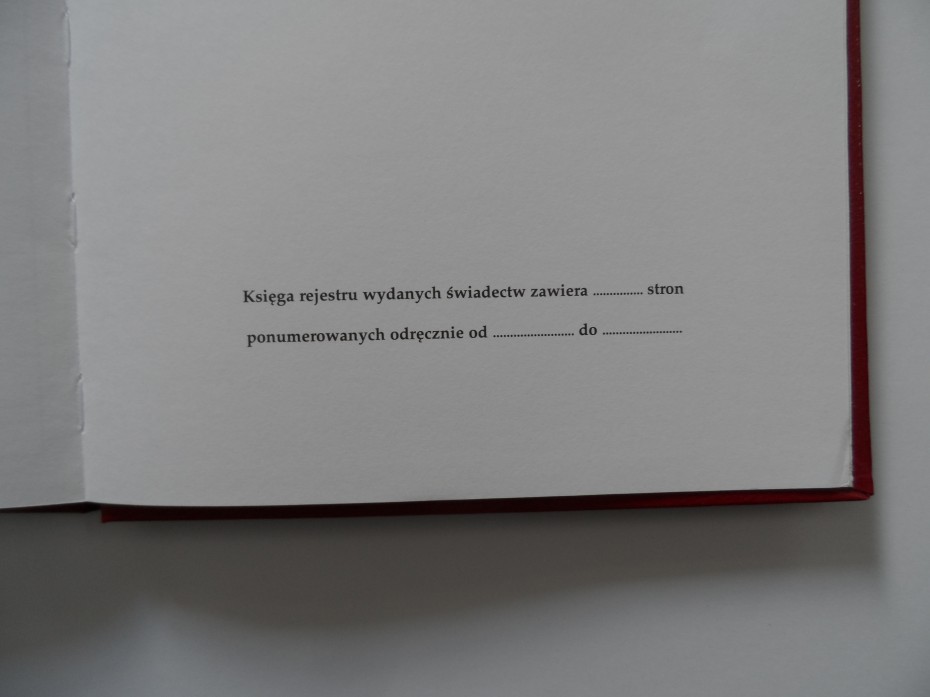 Księga rejestru wydanych świadectw zawiera ............... stron
ponumerowanych odręcznie od ........................ do ........................